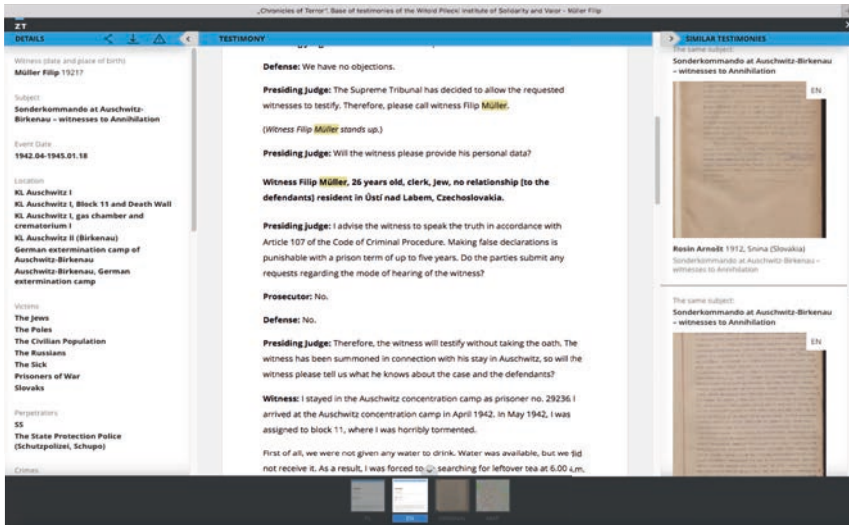 „Chronicles of Terror". Base of testimonies of the Witold Pilecki Institute of Solidarity and Valor - Müller Filip
ZT
DETAILS
TESTIMONY
SIMILAR TESTIMONIES
Witness (date and place of birth)
Müller Filip 1921?
Subject
Sonderkommando at Auschwitz-
Birkenau – witnesses to Annihilation
Event Date
1942.04-1945.01.18
Location
KL Auschwitz I
KL Auschwitz I, Block 11 and Death Wall
KL Auschwitz I, gas chamber and
crematorium I
KL Auschwitz II (Birkenau)
German extermination camp of
Auschwitz-Birkenau
Auschwitz-Birkenau, German
extermination camp
Victims
The Jews
The Poles
The Civilian Population
The Russians
The Sick
Prisoners of War
Slovaks
Perpetrators
SS
The State Protection Police
(Schutzpolizei, Schupo)
Crimes
Defense: We have no objections.
Presiding Judge: The Supreme Tribunal has decided to allow the requested
witnesses to testify. Therefore, please call witness Filip Müller.
(Witness Filip Müller stands up.)
Presiding Judge: Will the witness please provide his personal data?
Witness Filip Müller, 26 years old, clerk, Jew, no relationship [to the
defendants] resident in Ústí nad Labem, Czechoslovakia.
Presiding Judge: I advise the witness to speak the truth in accordance with
Article 107 of the Code of Criminal Procedure. Making false declarations is
punishable with a prison term of up to five years. Do the parties submit any
requests regarding the mode of hearing of the witness?
Prosecutor: No.
Defense: No.
Presiding Judge: Therefore, the witness will testify without taking the oath. The
witness has been summoned in connection with his stay in Auschwitz, so will the
witness please tell us what he knows about the case and the defendants?
Witness: I stayed in the Auschwitz concentration camp as prisoner no. 29236 I
arrived at the Auschwitz concentration camp in April 1942. In May 1942, I was
assigned to block 11, where I was horribly tormented.
First of all, we were not given any water to drink. Water was available, but we did
not receive it. As a result, I was forced to searching for leftover tea at 6.00 a.m.
The same subject:
Sonderkommando at Auschwitz-Birkenau
– witnesses to Annihilation
EN
Rosin Arnošt 1912, Snina (Slovakia)
Sonderkommando at Auschwitz-Birkenau –
witnesses to Annihilation
The same subject:
Sonderkommando at Auschwitz-Birkenau
– witnesses to Annihilation
EN
EN